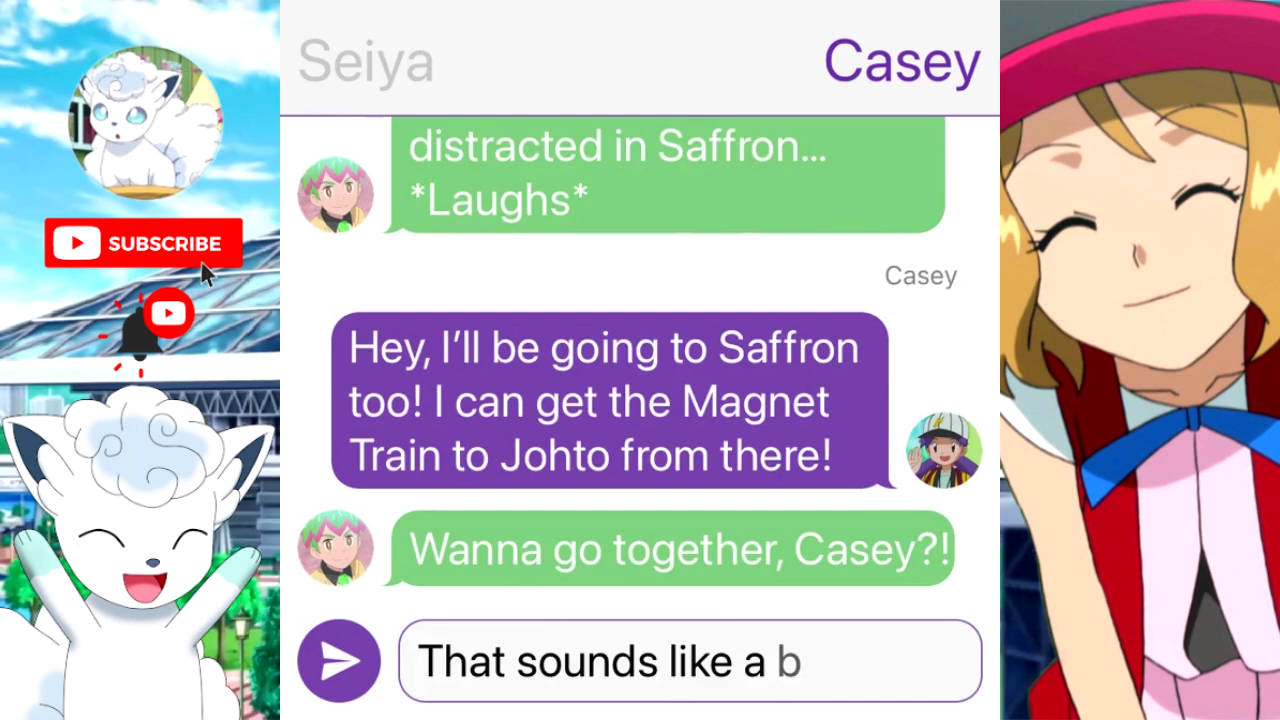 Seiya
Casey
distracted in Saffron...
*Laughs*
SUBSCRIBE
Casey
Hey, I’ll be going to Saffron
too! I can get the Magnet
Train to Johto from there!
Wanna go together, Casey?!
That sounds like a b